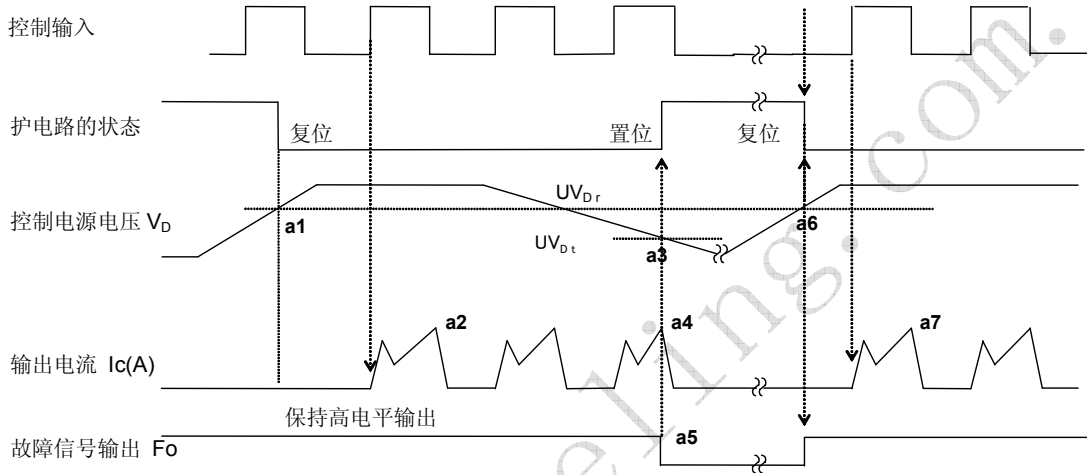 控制输入
护电路的状态
复位
置位
复位
UVDr
控制电源电压 VD
a1
a6
UVDt
a3
a2
a4
a7
输出电流 Ic(A)
保持高电平输出
故障信号输出 Fo
a5
eling.com.